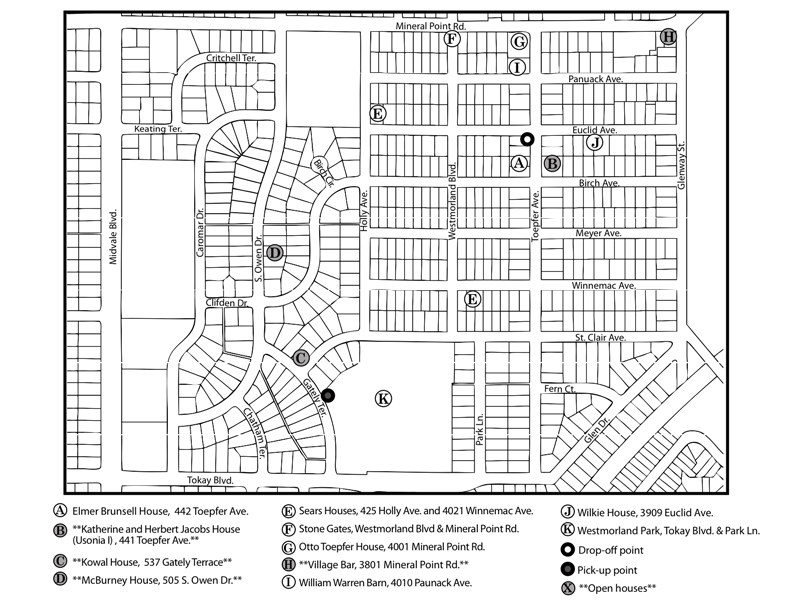 Mineral Point Rd.
F
G
H
Critchell Ter.
I
Panuack Ave.
E
Keating Ter.
Euclid Ave.
J
A
B
Birch Cir.
Birch Ave.
Glenway St.
Midvale Blvd.
Caromar Dr.
S. Owen Dr.
Holly Ave.
Westmorland Blvd.
Toepfer Ave.
Meyer Ave.
D
Winnemac Ave.
E
Clifden Dr.
St. Clair Ave.
C
Gately Ter.
K
Fern Ct.
Chatham Ter.
Park Ln.
Glen Dr.
Tokay Blvd.
A Elmer Brunsell House, 442 Toepfer Ave.
B **Katherine and Herbert Jacobs House
(Usonia I) , 441 Toepfer Ave.**
C **Kowal House, 537 Gately Terrace**
D **McBurney House, 505 S. Owen Dr.**
E Sears Houses, 425 Holly Ave. and 4021 Winnemac Ave.
F Stone Gates, Westmorland Blvd & Mineral Point Rd.
G Otto Toepfer House, 4001 Mineral Point Rd.
H **Village Bar, 3801 Mineral Point Rd.**
I William Warren Barn, 4010 Paunack Ave.
J Wilkie House, 3909 Euclid Ave.
K Westmorland Park, Tokay Blvd. & Park Ln.
Drop-off point
Pick-up point
X **Open houses**